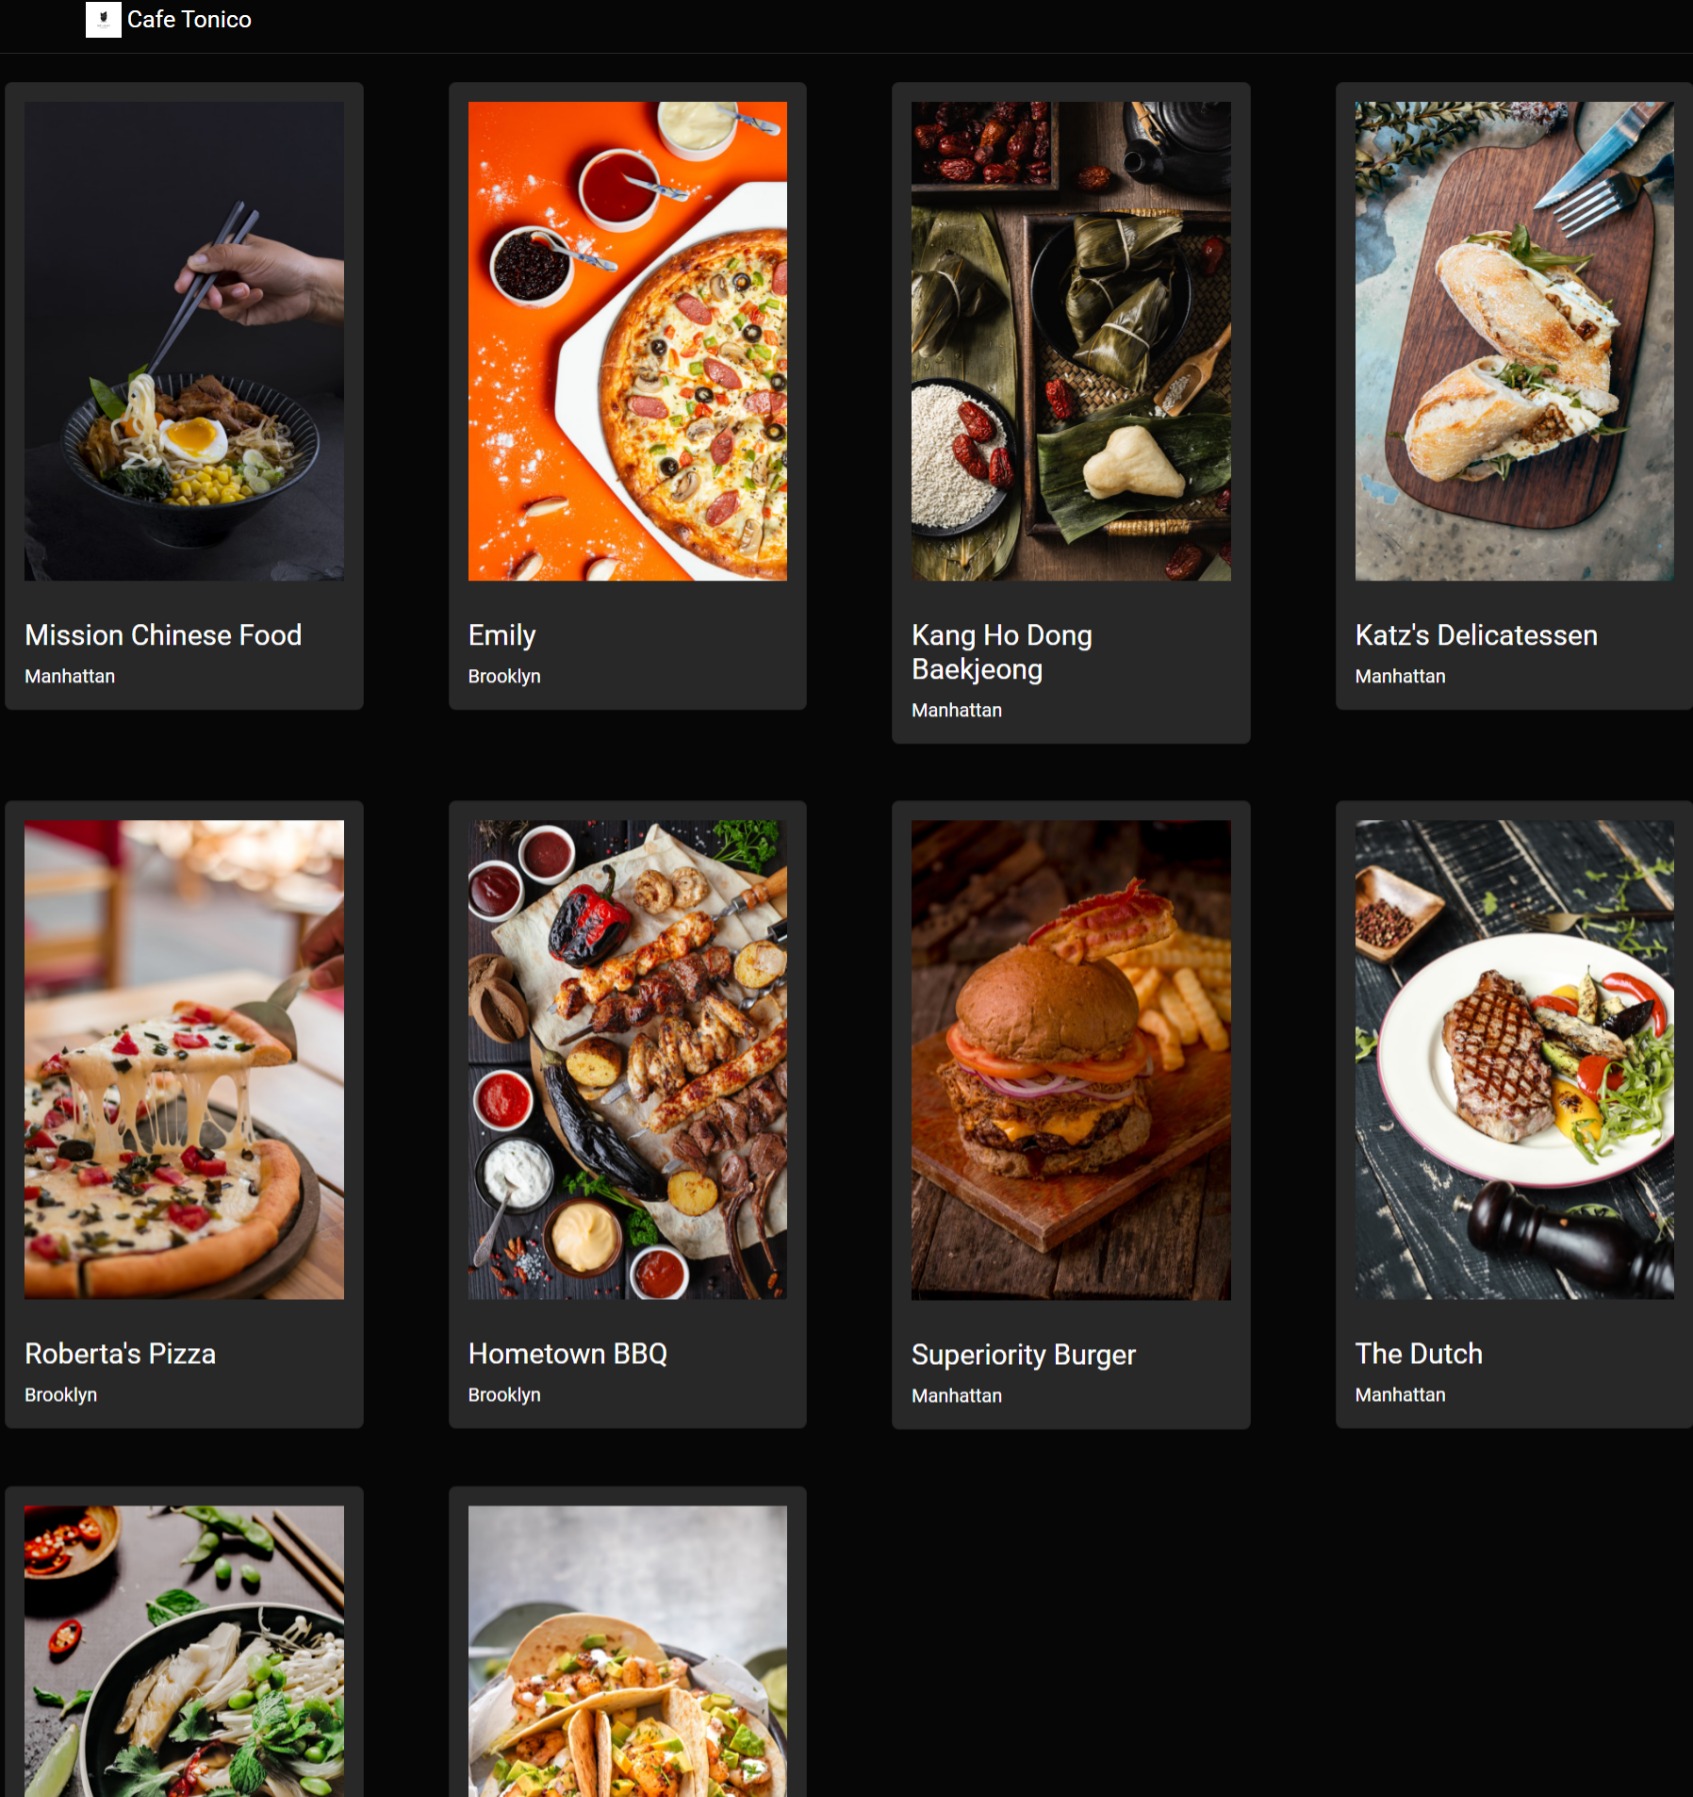 Cafe Tonico
Mission Chinese Food
Manhattan
Emily
Brooklyn
Kang Ho Dong
Baekjeong
Manhattan
Katz's Delicatessen
Manhattan
Roberta's Pizza
Brooklyn
Hometown BBQ
Brooklyn
Superiority Burger
Manhattan
The Dutch
Manhattan